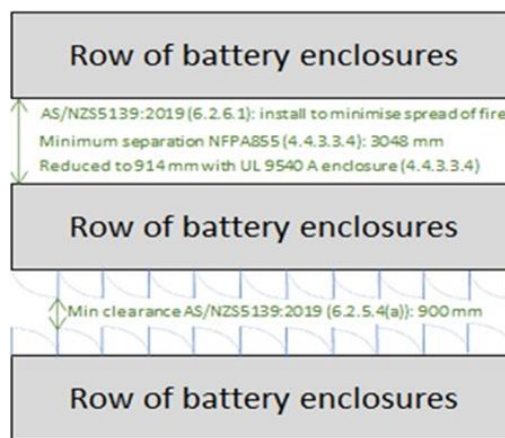 Row of battery enclosures
AS/NZS5139:2019 (6.2.6.1): install to minimise spread of fire
Minimum separation NFPA855 (4.4.3.3.4): 3048 mm
Reduced to 914 mm with UL 9540 A enclosure (4.4.3.3.4)
Row of battery enclosures
Min clearance AS/NZS5139:2019 (6.2.5.4(a)): 900 mm
Row of battery enclosures